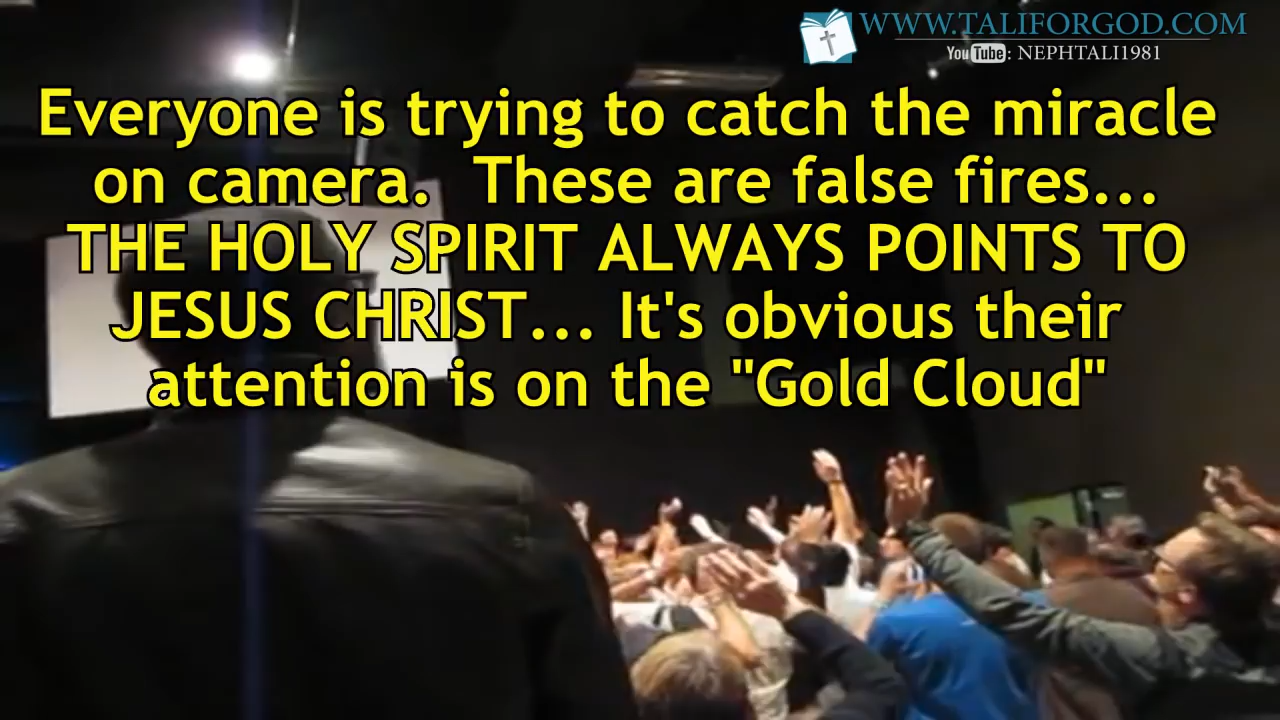 WWW.TALIFORGOD.COM
YouTube: NEPHTALI1981
Everyone is trying to catch the miracle
on camera.  These are false fires...
THE HOLY SPIRIT ALWAYS POINTS TO
JESUS CHRIST... It's obvious their
attention is on the "Gold Cloud"